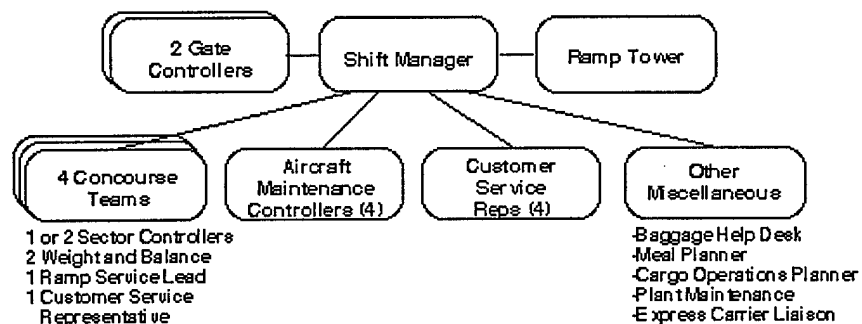 2 Gate
Controllers
Shift Manager
Ramp Tower
4 Concourse
Teams
Aircraft
Maintenance
Controllers (4)
Customer
Service
Reps (4)
Other
Miscellaneous
1 or 2 Sector Controllers
2 Weight and Balance
1 Ramp Service Lead
1 Customer Service
Representative
-Baggage Help Desk
-Meal Planner
-Cargo Operations Planner
-Plant Maintenance
-Express Carrier Liaison